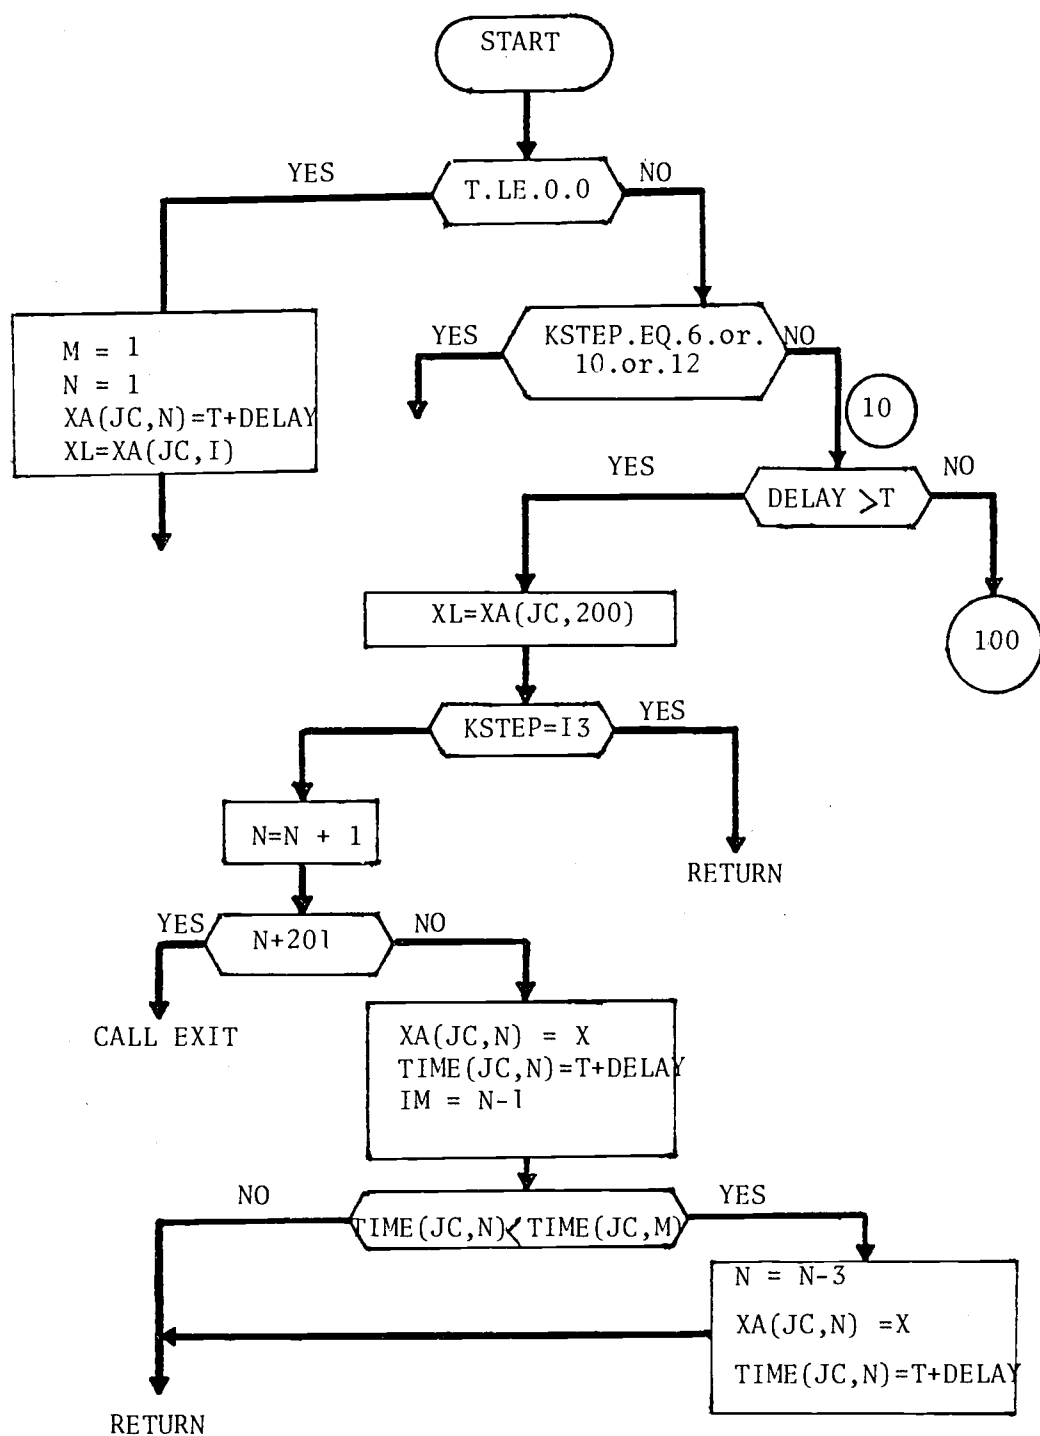 START
YES
T.LE.0.0
NO
M = 1
N = 1
XA(JC,N)=T+DELAY
XL=XA(JC,I)
YES
KSTEP.EQ.6.or.
10.or.12
NO
10
YES
DELAY >T
NO
XL=XA(JC,200)
100
KSTEP=I3
YES
N=N + 1
RETURN
YES
N+201
NO
CALL EXIT
XA(JC,N) = X
TIME(JC,N)=T+DELAY
IM = N-1
NO
TIME(JC,N)< TIME(JC,M)
YES
N = N-3
XA(JC,N) =X
TIME(JC,N)=T+DELAY
RETURN